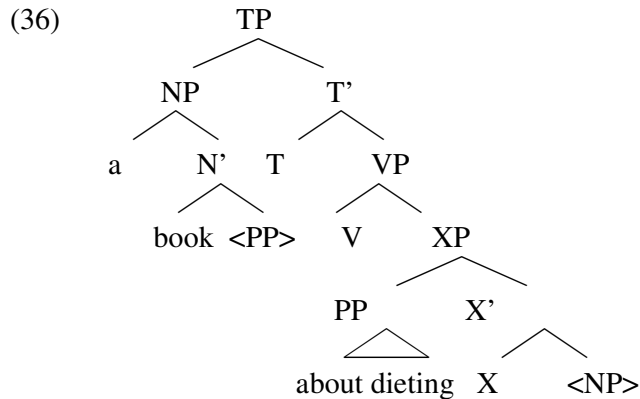 (36) TP
NP T’
a N’ T VP
book <PP> V XP
PP X’
about dieting X <NP>